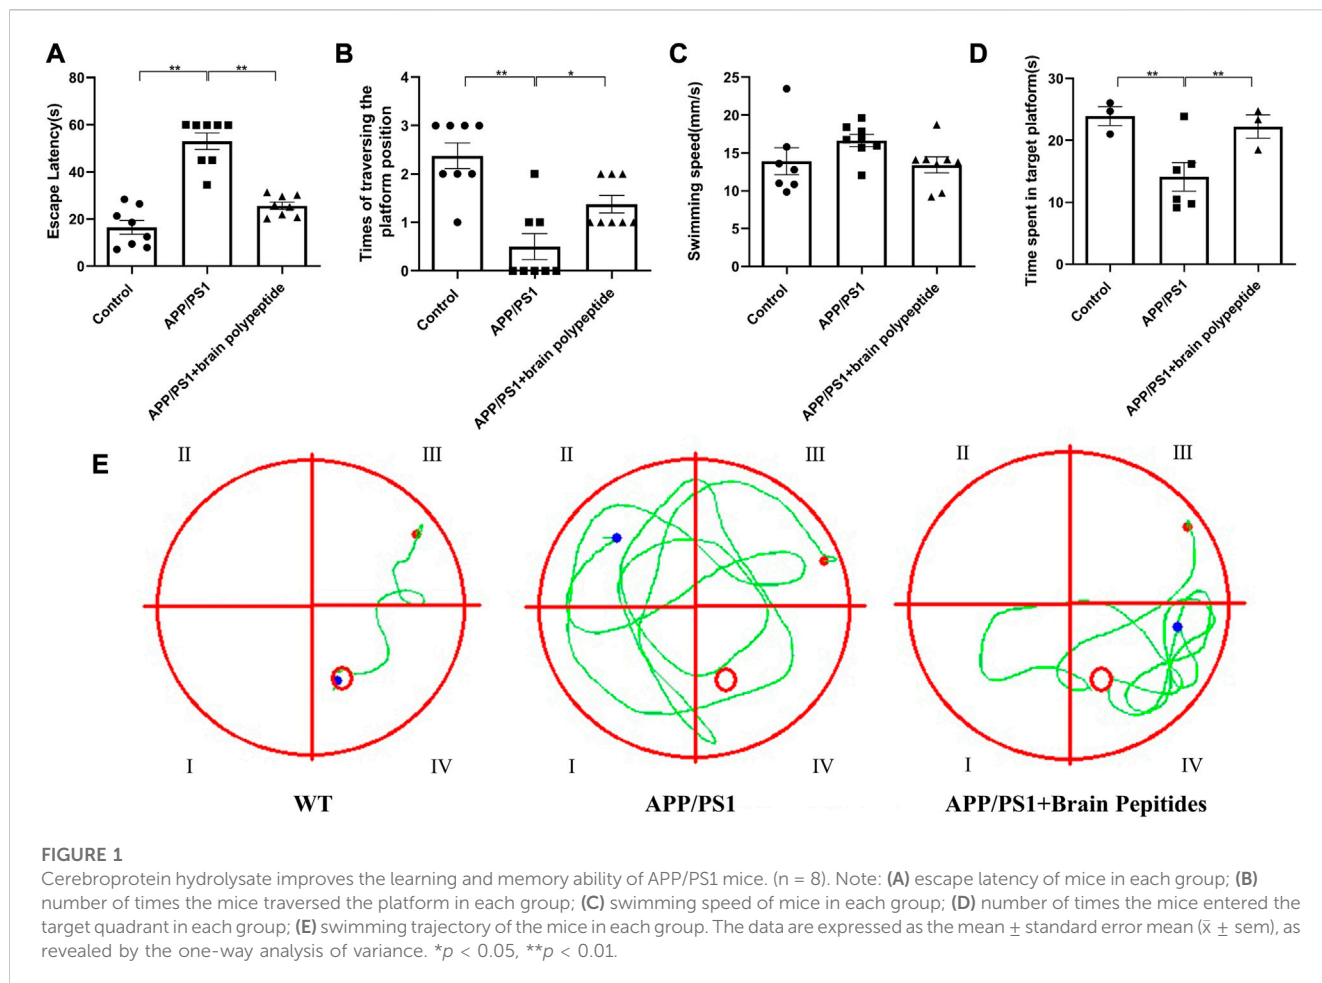 A
Escape Latency(s)
80
60
40
20
0
** **
Control
APP/PS1
APP/PS1+brain polypeptide
B
Times of traversing the
platform position
4
3
2
1
0
** *
Control
APP/PS1
APP/PS1+brain polypeptide
C
Swimming speed(mm/s)
25
20
15
10
5
0
Control
APP/PS1
APP/PS1+brain polypeptide
D
Time spent in target platform(s)
30
20
10
0
** **
Control
APP/PS1
APP/PS1+brain polypeptide
E
II III
I IV
WT
II III
I IV
APP/PS1
II III
I IV
APP/PS1+Brain Pepitides
FIGURE 1
Cerebroprotein hydrolysate improves the learning and memory ability of APP/PS1 mice. (n = 8). Note: (A) escape latency of mice in each group; (B)
number of times the mice traversed the platform in each group; (C) swimming speed of mice in each group; (D) number of times the mice entered the
target quadrant in each group; (E) swimming trajectory of the mice in each group. The data are expressed as the mean ± standard error mean (x̄ ± sem), as
revealed by the one-way analysis of variance. *p < 0.05, **p < 0.01.